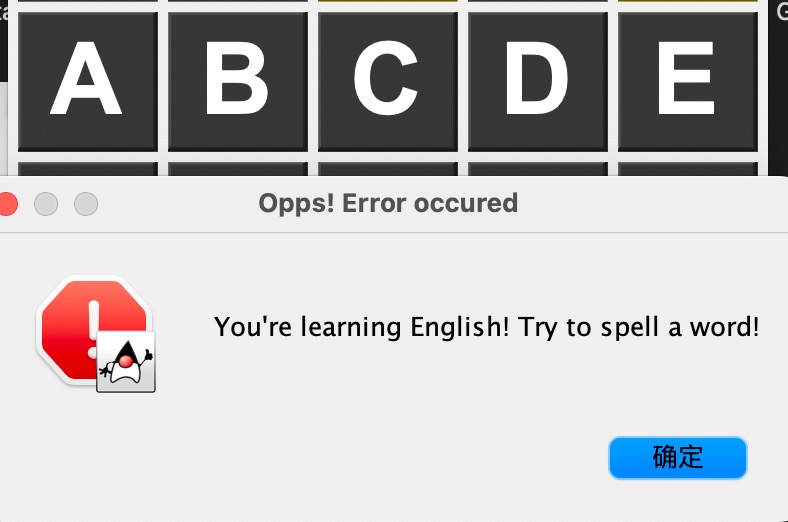 A B C D E
Opps! Error occured
You're learning English! Try to spell a word!
确定